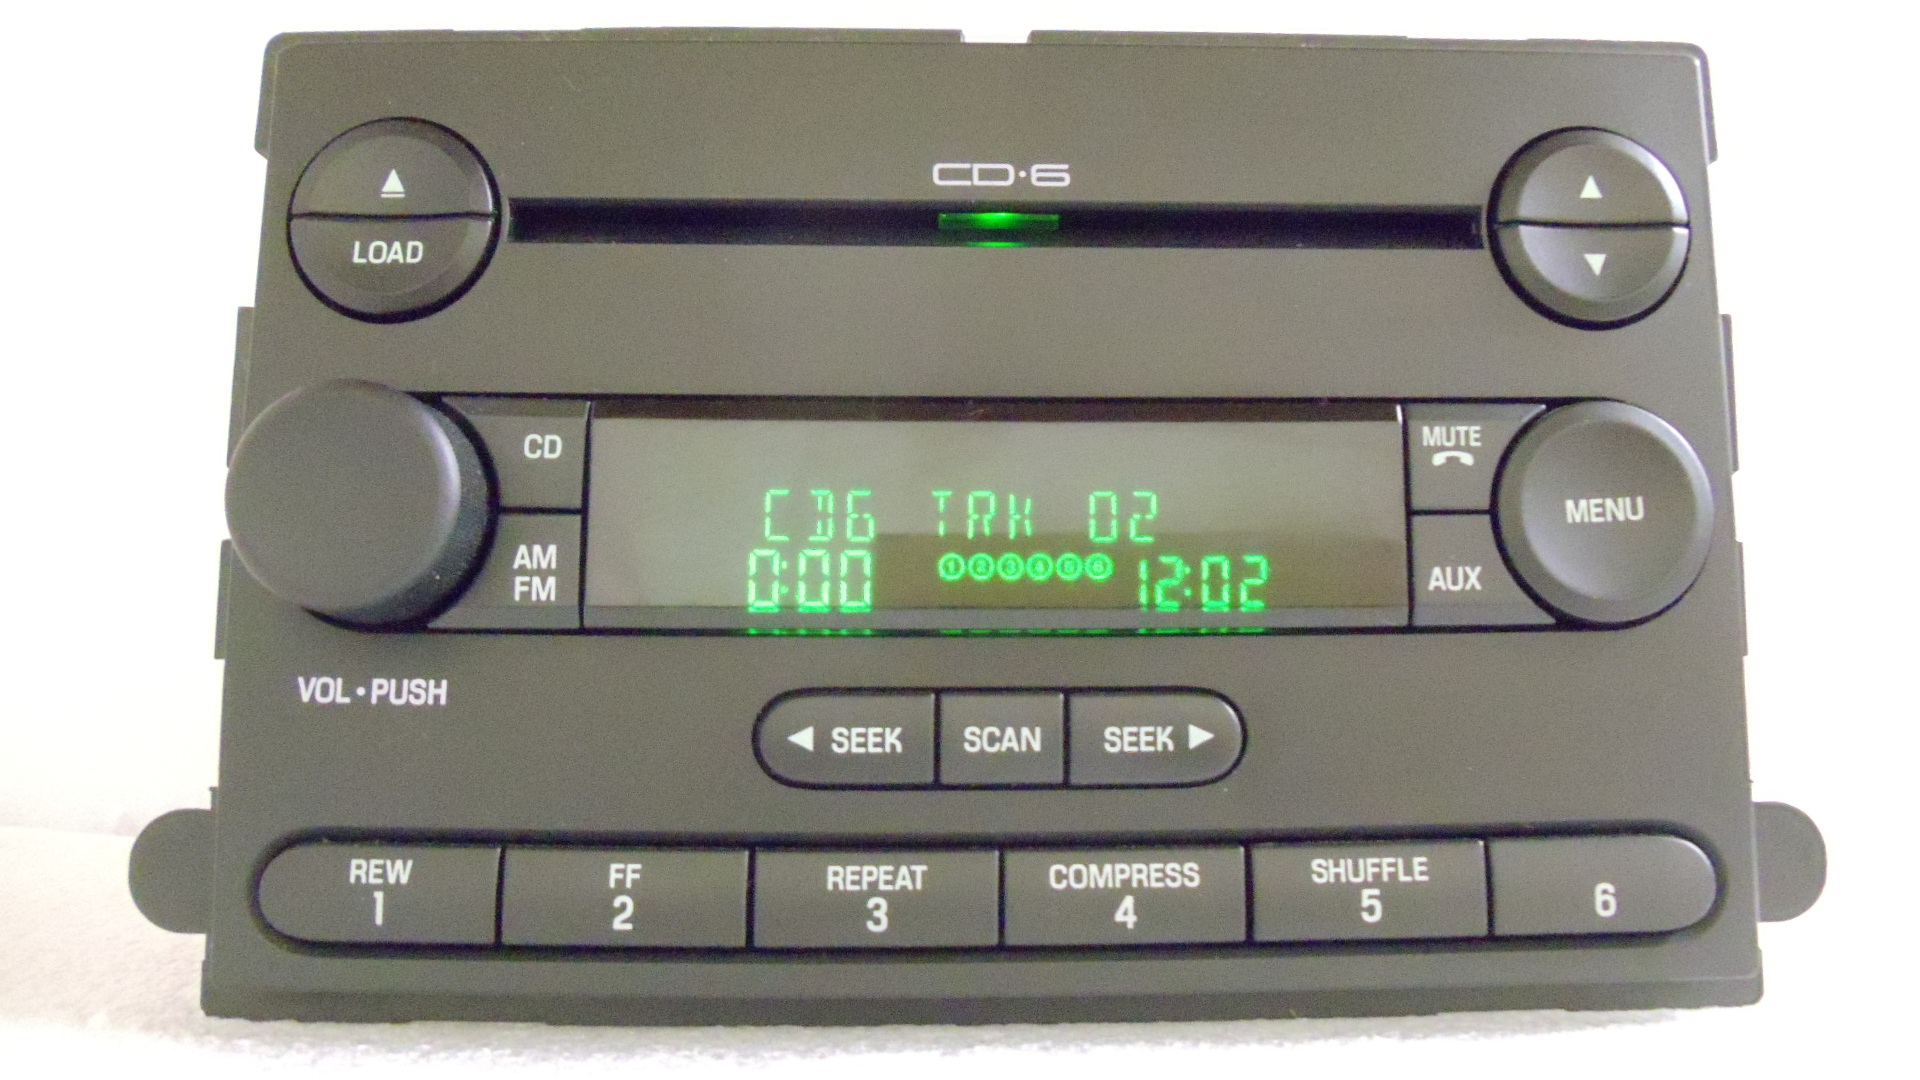 CD·6
LOAD
CD
MUTE
CD6 TRK 02
MENU
AM
FM
0:00 ①②③④⑤⑥ 12:02
AUX
VOL·PUSH
SEEK SCAN SEEK
REW FF REPEAT COMPRESS SHUFFLE
1 2 3 4 5 6